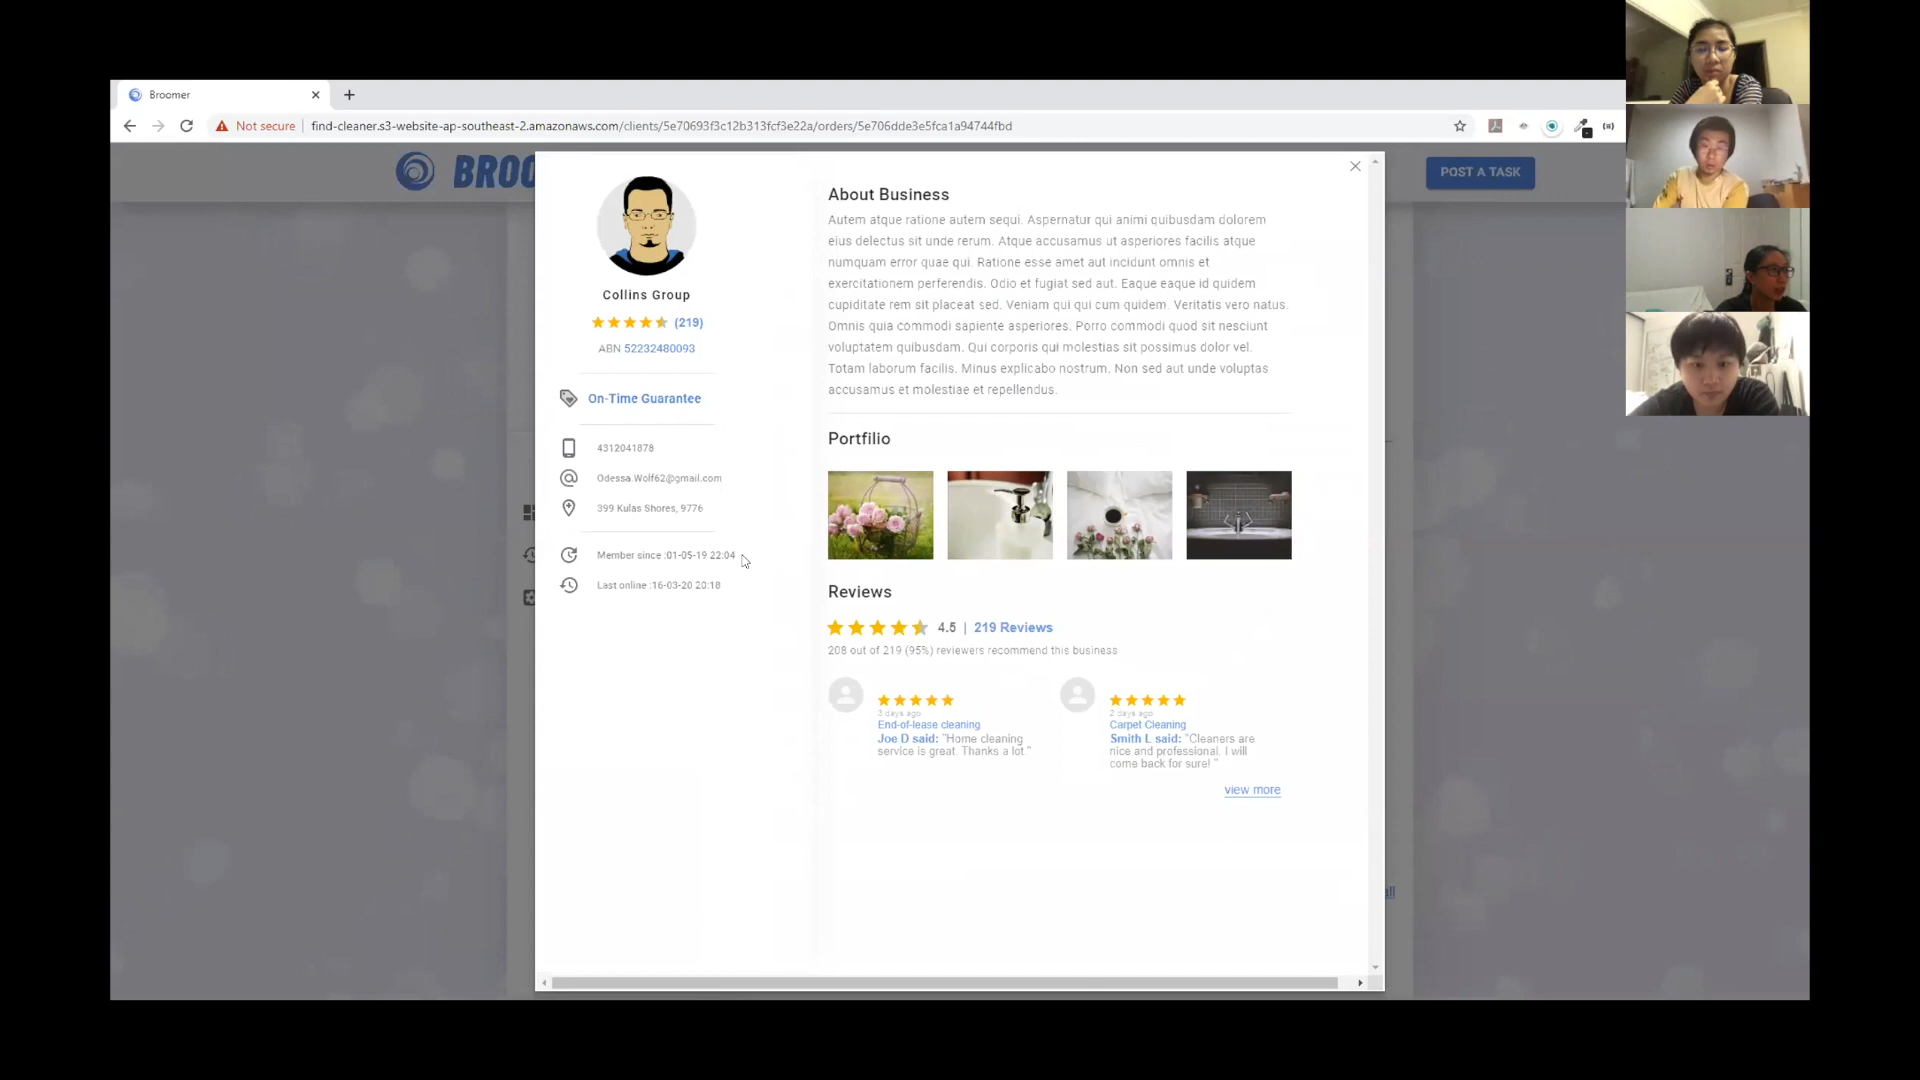 Broomer
Not secure
find-cleaner.s3-website-ap-southeast-2.amazonaws.com/clients/5e70693f3c12b313fcf3e22a/orders/5e706dde3e5fca1a94744fbd
BROO
POST A TASK
Collins Group
(219)
ABN 52232480093
On-Time Guarantee
4312041878
Odessa.Wolf62@gmail.com
399 Kulas Shores, 9776
Member since :01-05-19 22:04
Last online :16-03-20 20:18
About Business
Autem atque ratione autem sequi. Aspernatur qui animi quibusdam dolorem
eius delectus sit unde rerum. Atque accusamus ut asperiores facilis atque
numquam error quae qui. Ratione esse amet aut incidunt omnis et
exercitationem perferendis. Odio et fugiat sed aut. Eaque eaque id quidem
cupiditate rem sit placeat sed. Veniam qui qui cum quidem. Veritatis vero natus.
Omnis quia commodi sapiente asperiores. Porro commodi quod sit nesciunt
voluptatem quibusdam. Qui corporis qui molestias sit possimus dolor vel.
Totam laborum facilis. Minus explicabo nostrum. Non sed aut unde voluptas
accusamus et molestiae et repellendus.
Portfilio
Reviews
4.5 | 219 Reviews
208 out of 219 (95%) reviewers recommend this business
3 days ago
End-of-lease cleaning
Joe D said: "Home cleaning
service is great. Thanks a lot."
2 days ago
Carpet Cleaning
Smith L said: "Cleaners are
nice and professional. I will
come back for sure! "
view more
all